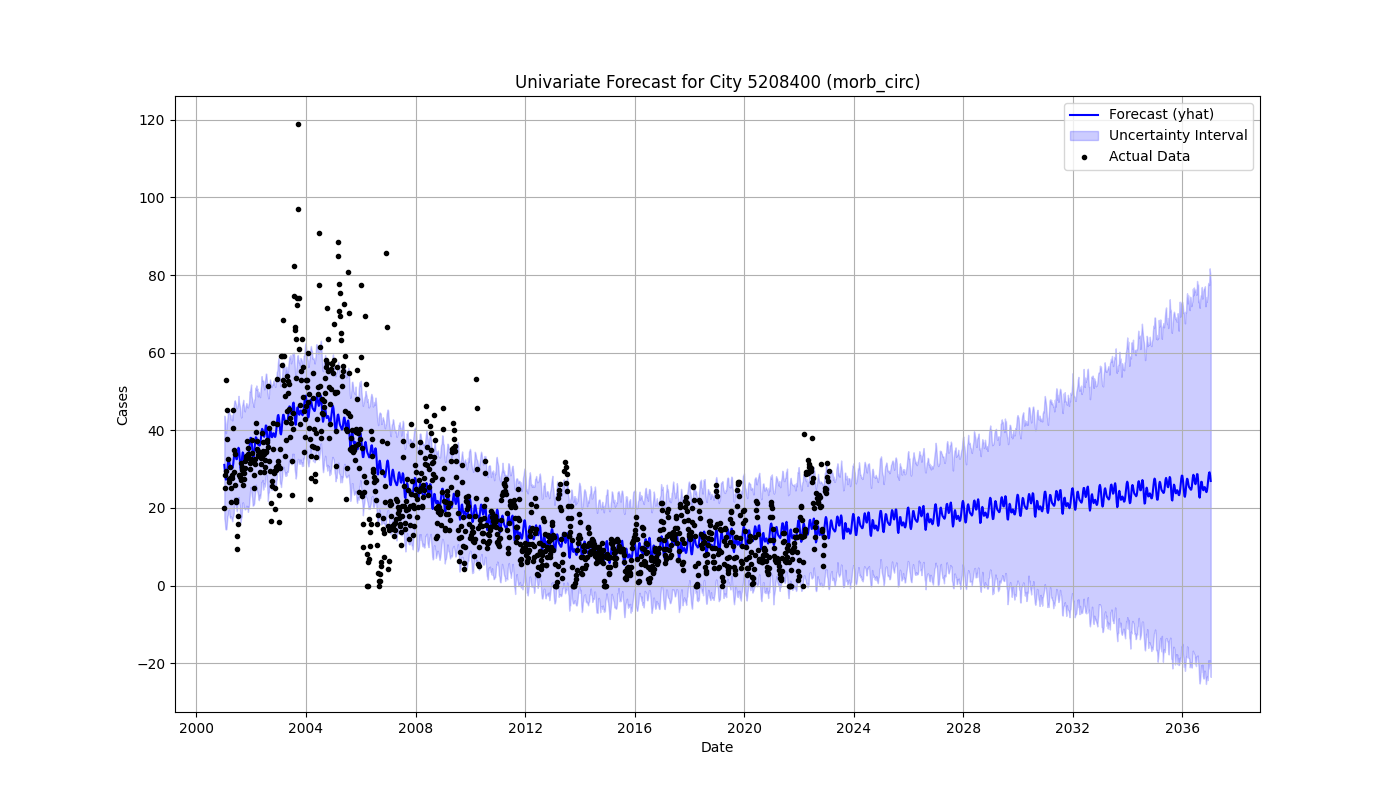 Univariate Forecast for City 5208400 (morb_circ)
Forecast (yhat)
Uncertainty Interval
Actual Data
120
100
80
60
40
20
0
−20
Cases
2000 2004 2008 2012 2016 2020 2024 2028 2032 2036
Date